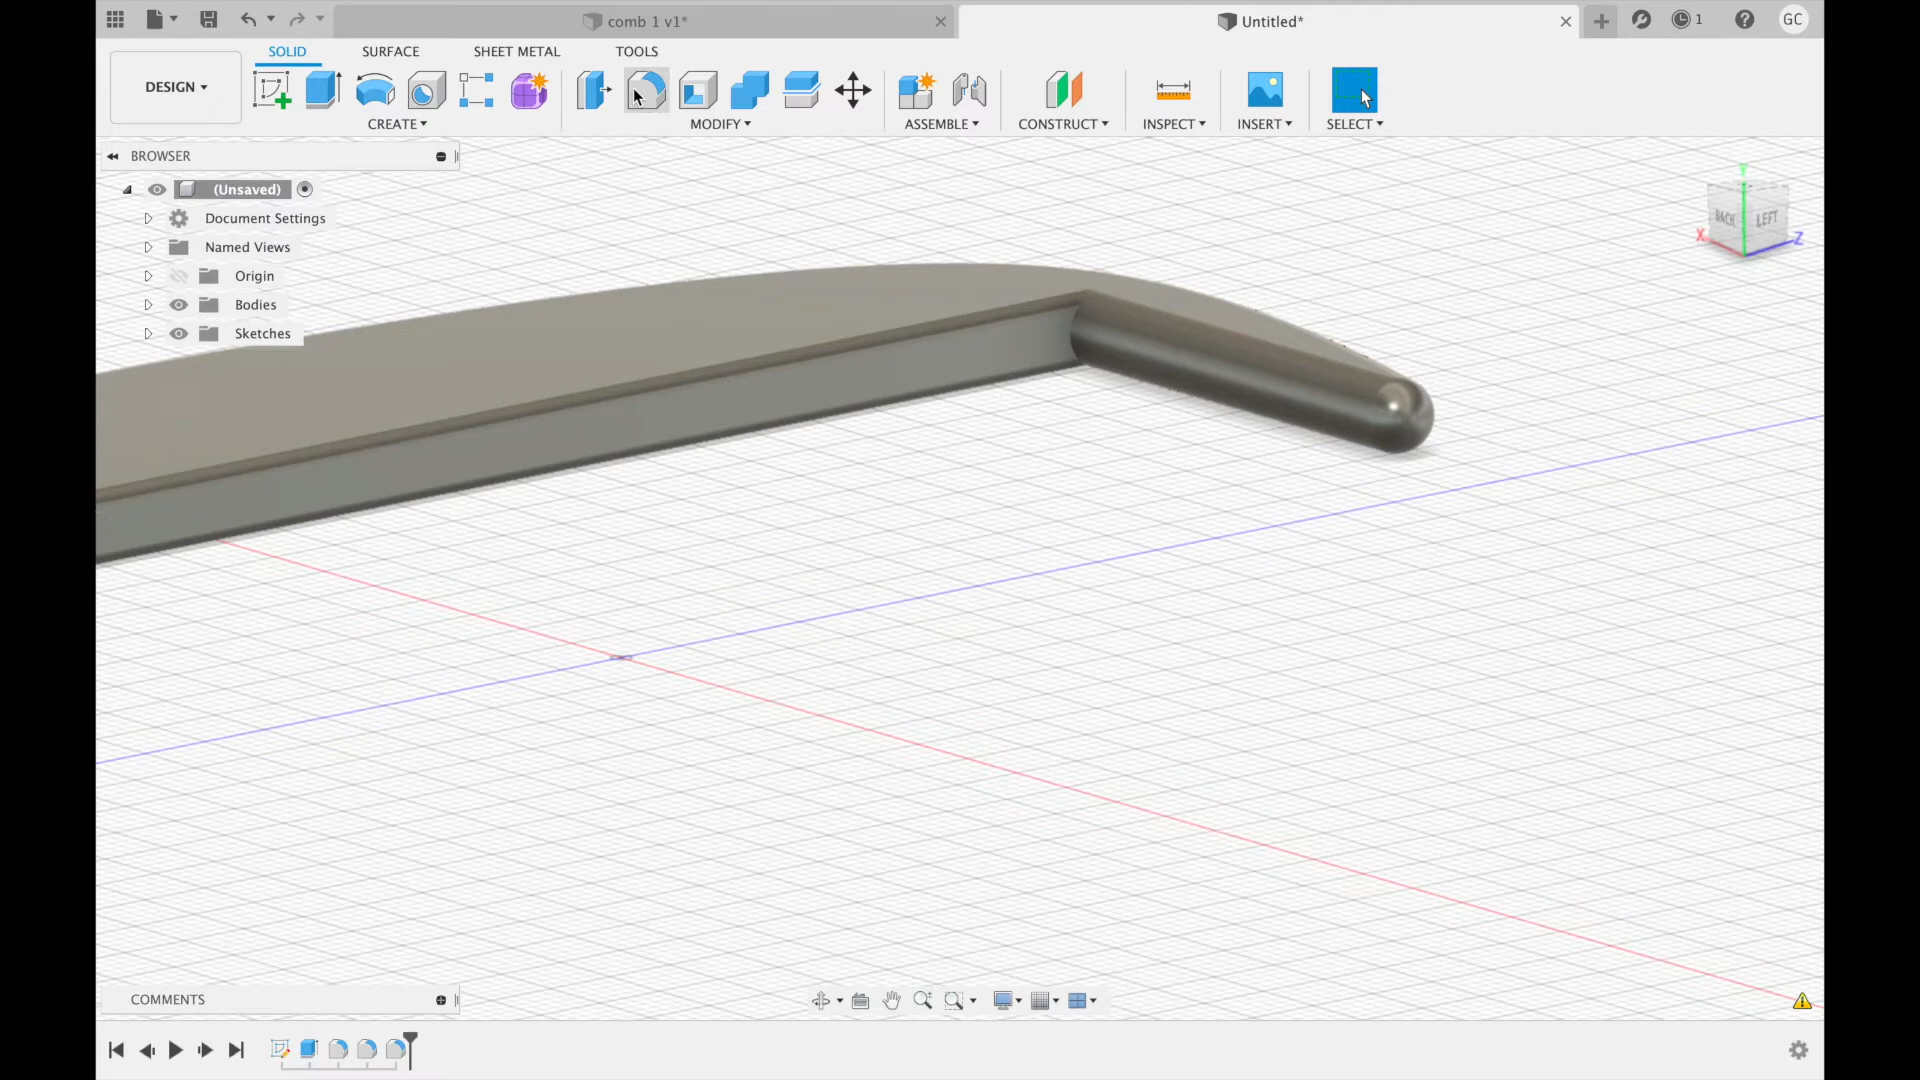 comb 1 v1*
Untitled*
1
GC
DESIGN
SOLID
SURFACE
SHEET METAL
TOOLS
CREATE
MODIFY
ASSEMBLE
CONSTRUCT
INSPECT
INSERT
SELECT
BROWSER
(Unsaved)
Document Settings
Named Views
Origin
Bodies
Sketches
BACK
LEFT
X
Z
COMMENTS